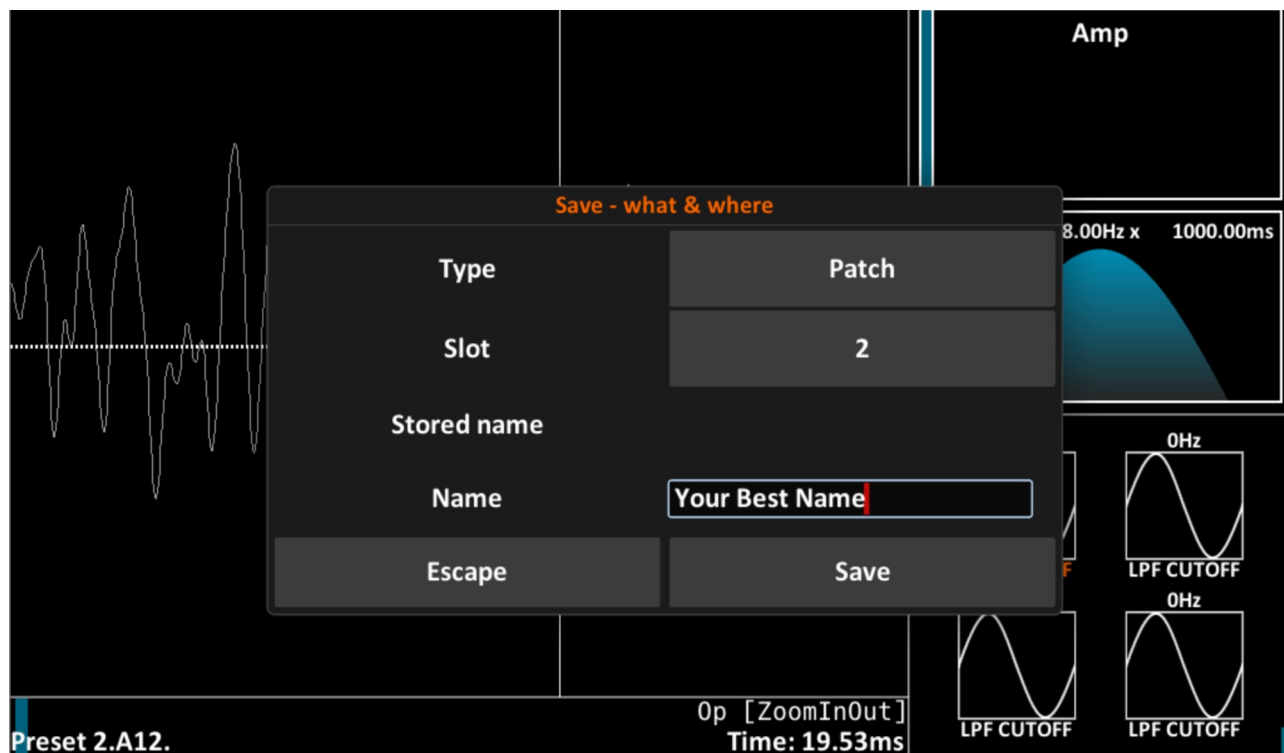 Amp
Save - what & where
8.00Hz x 1000.00ms
Type Patch
Slot 2
Stored name
0Hz
Name Your Best Name
Escape Save
F LPF CUTOFF
0Hz
LPF CUTOFF LPF CUTOFF
Op [ZoomInOut]
Preset 2.A12. Time: 19.53ms